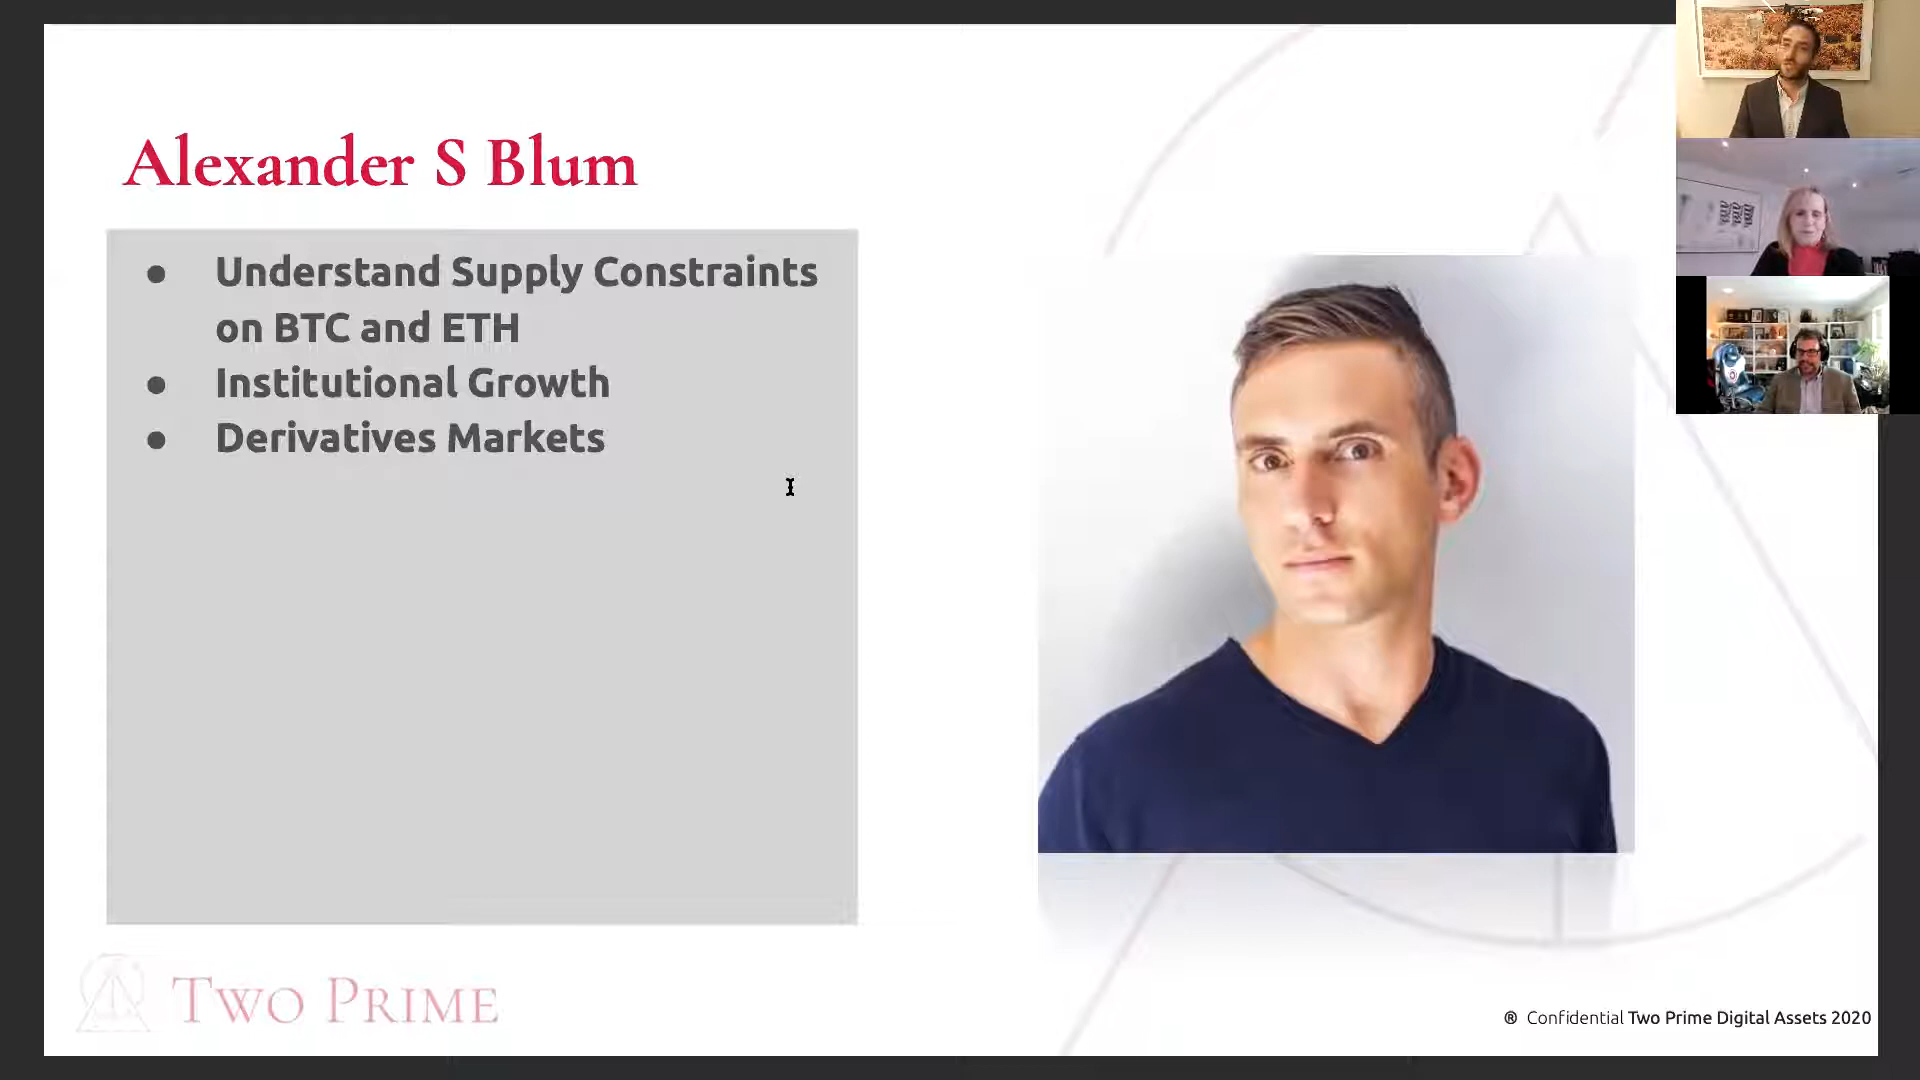 Alexander S Blum
● Understand Supply Constraints
on BTC and ETH
● Institutional Growth
● Derivatives Markets
TWO PRIME
® Confidential Two Prime Digital Assets 2020